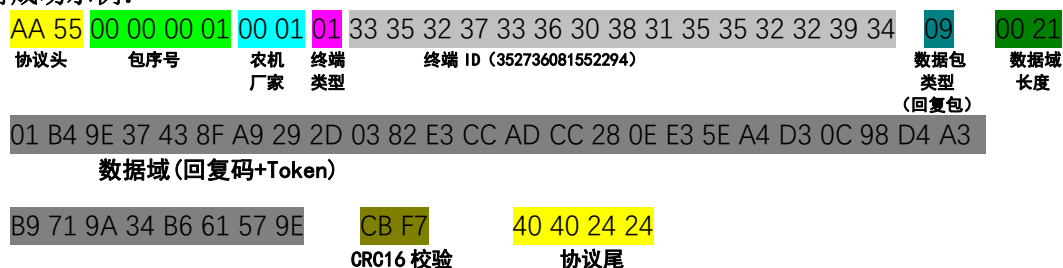 AA 55 00 00 00 01 00 01 01 33 35 32 37 33 36 30 38 31 35 35 32 32 39 34 09 00 21
协议头 包序号 农机厂家 终端类型 终端 ID（352736081552294） 数据包类型（回复包） 数据域长度
01 B4 9E 37 43 8F A9 29 2D 03 82 E3 CC AD CC 28 0E E3 5E A4 D3 0C 98 D4 A3
数据域(回复码+Token)
B9 71 9A 34 B6 61 57 9E CB F7 40 40 24 24
CRC16 校验 协议尾